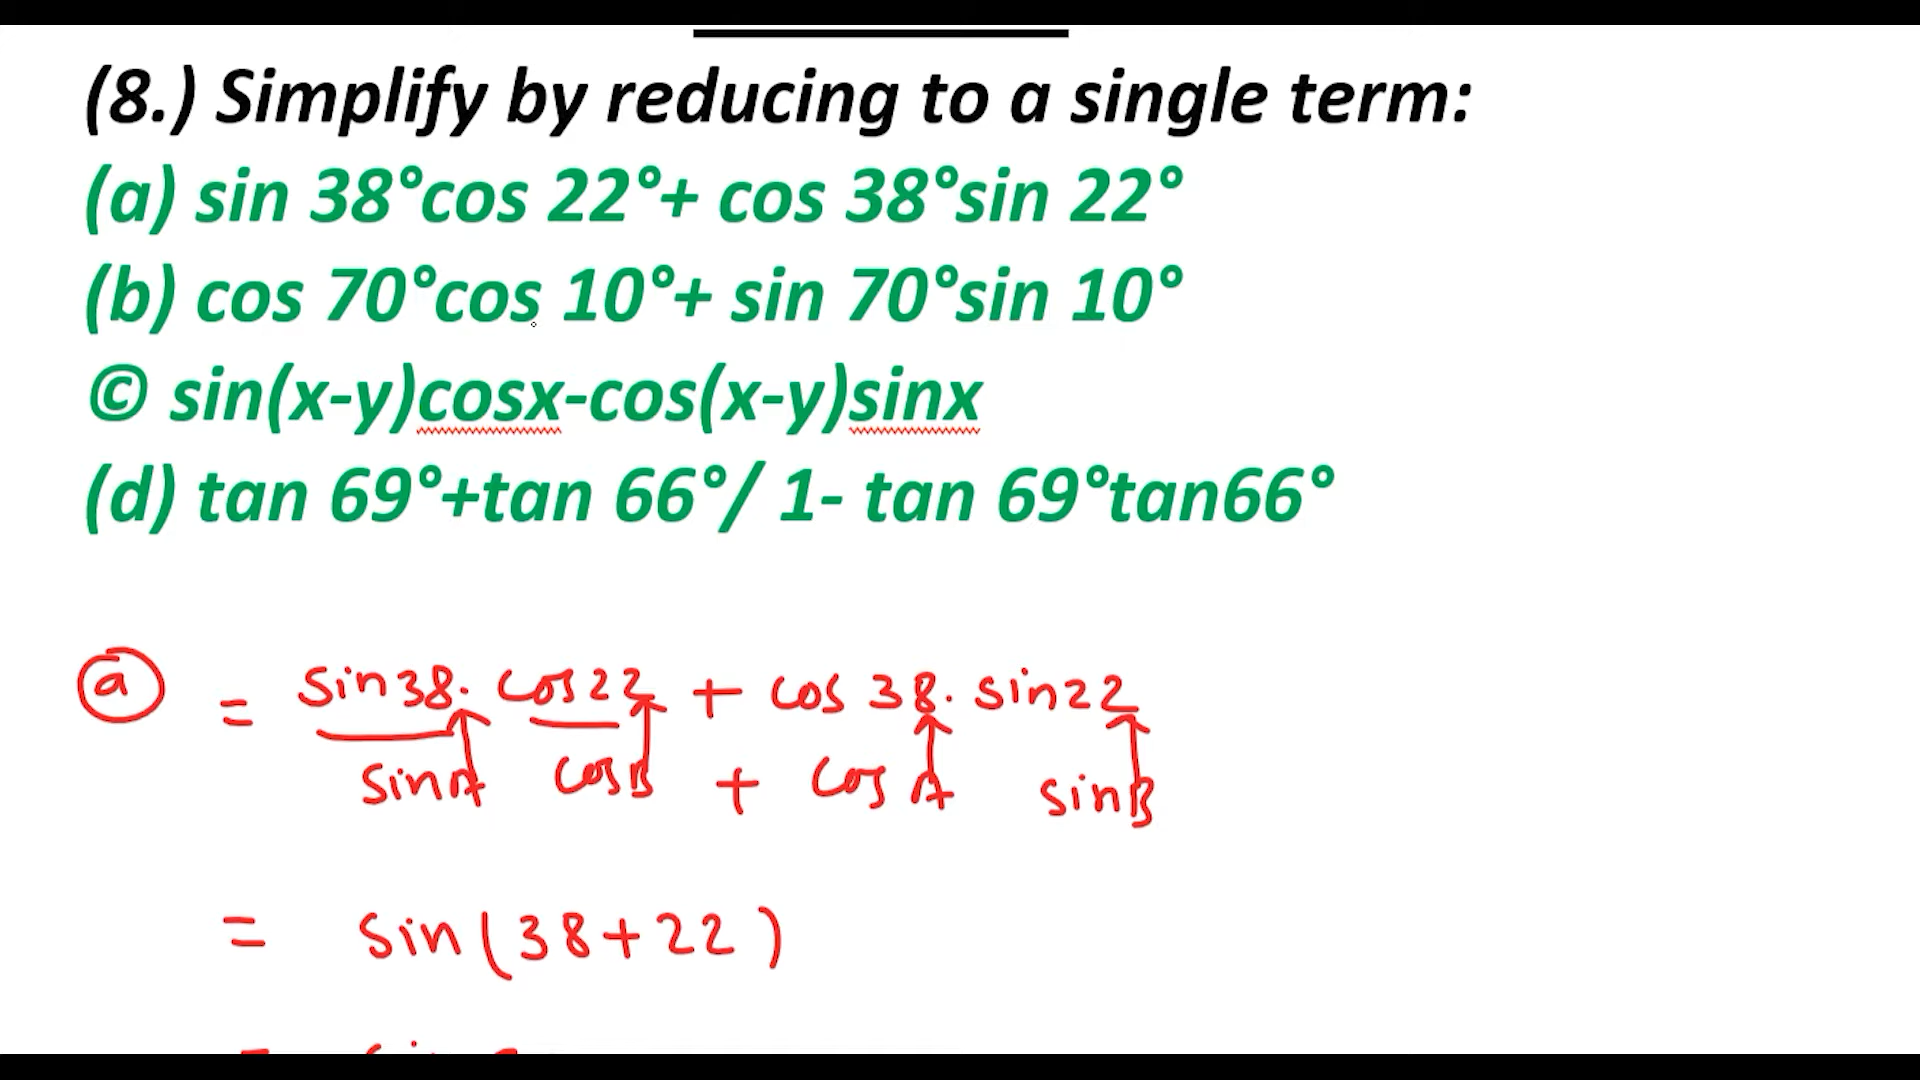 (8.) Simplify by reducing to a single term:
(a) sin 38°cos 22°+ cos 38°sin 22°
(b) cos 70°cos 10°+ sin 70°sin 10°
© sin(x-y)cosx-cos(x-y)sinx
(d) tan 69°+tan 66°/ 1- tan 69°tan66°
(a) = sin38. cos22 + cos 38. sin22
sinA cosB + cos A sinB
= sin(38+22)